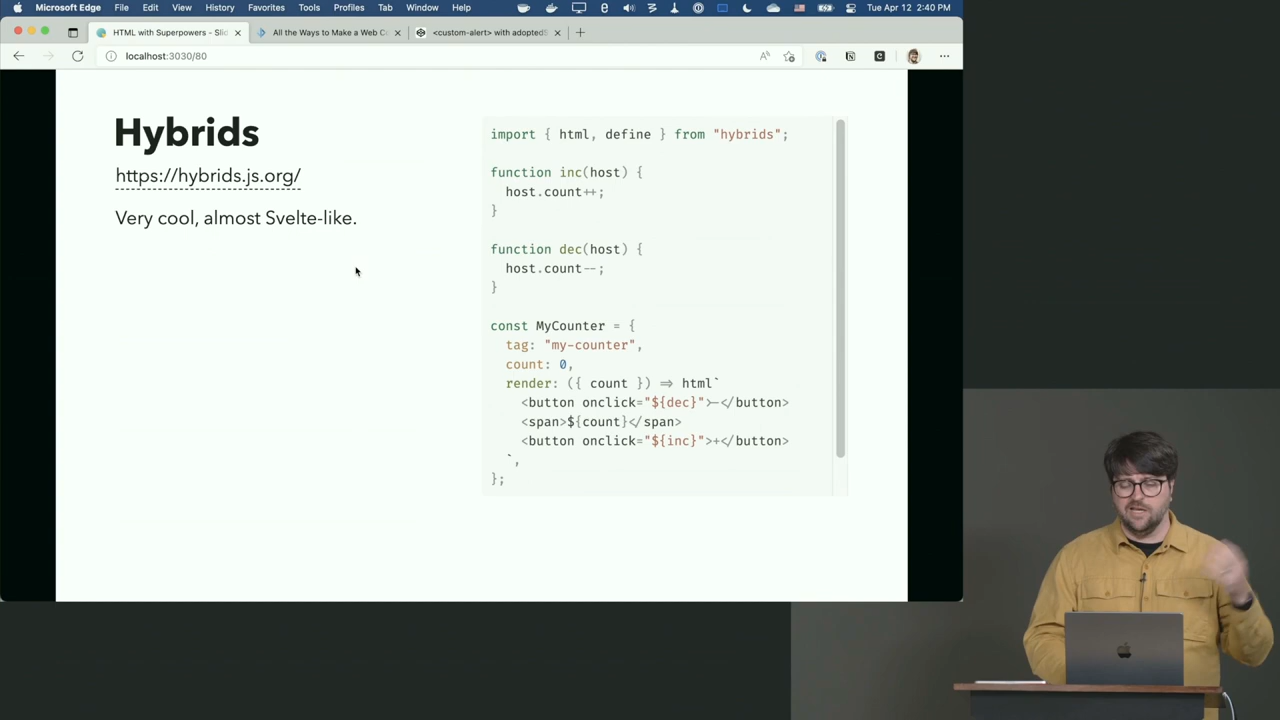 Microsoft Edge File Edit View History Favorites Tools Profiles Tab Window Help Tue Apr 12 2:40 PM
HTML with Superpowers - Slid All the Ways to Make a Web C <custom-alert> with adoptedS
localhost:3030/80
Hybrids
https://hybrids.js.org/
Very cool, almost Svelte-like.
import { html, define } from "hybrids";
function inc(host) {
host.count++;
}
function dec(host) {
host.count--;
}
const MyCounter = {
tag: "my-counter",
count: 0,
render: ({ count }) => html`
<button onclick="${dec}">-</button>
<span>${count}</span>
<button onclick="${inc}">+</button>
`,
};